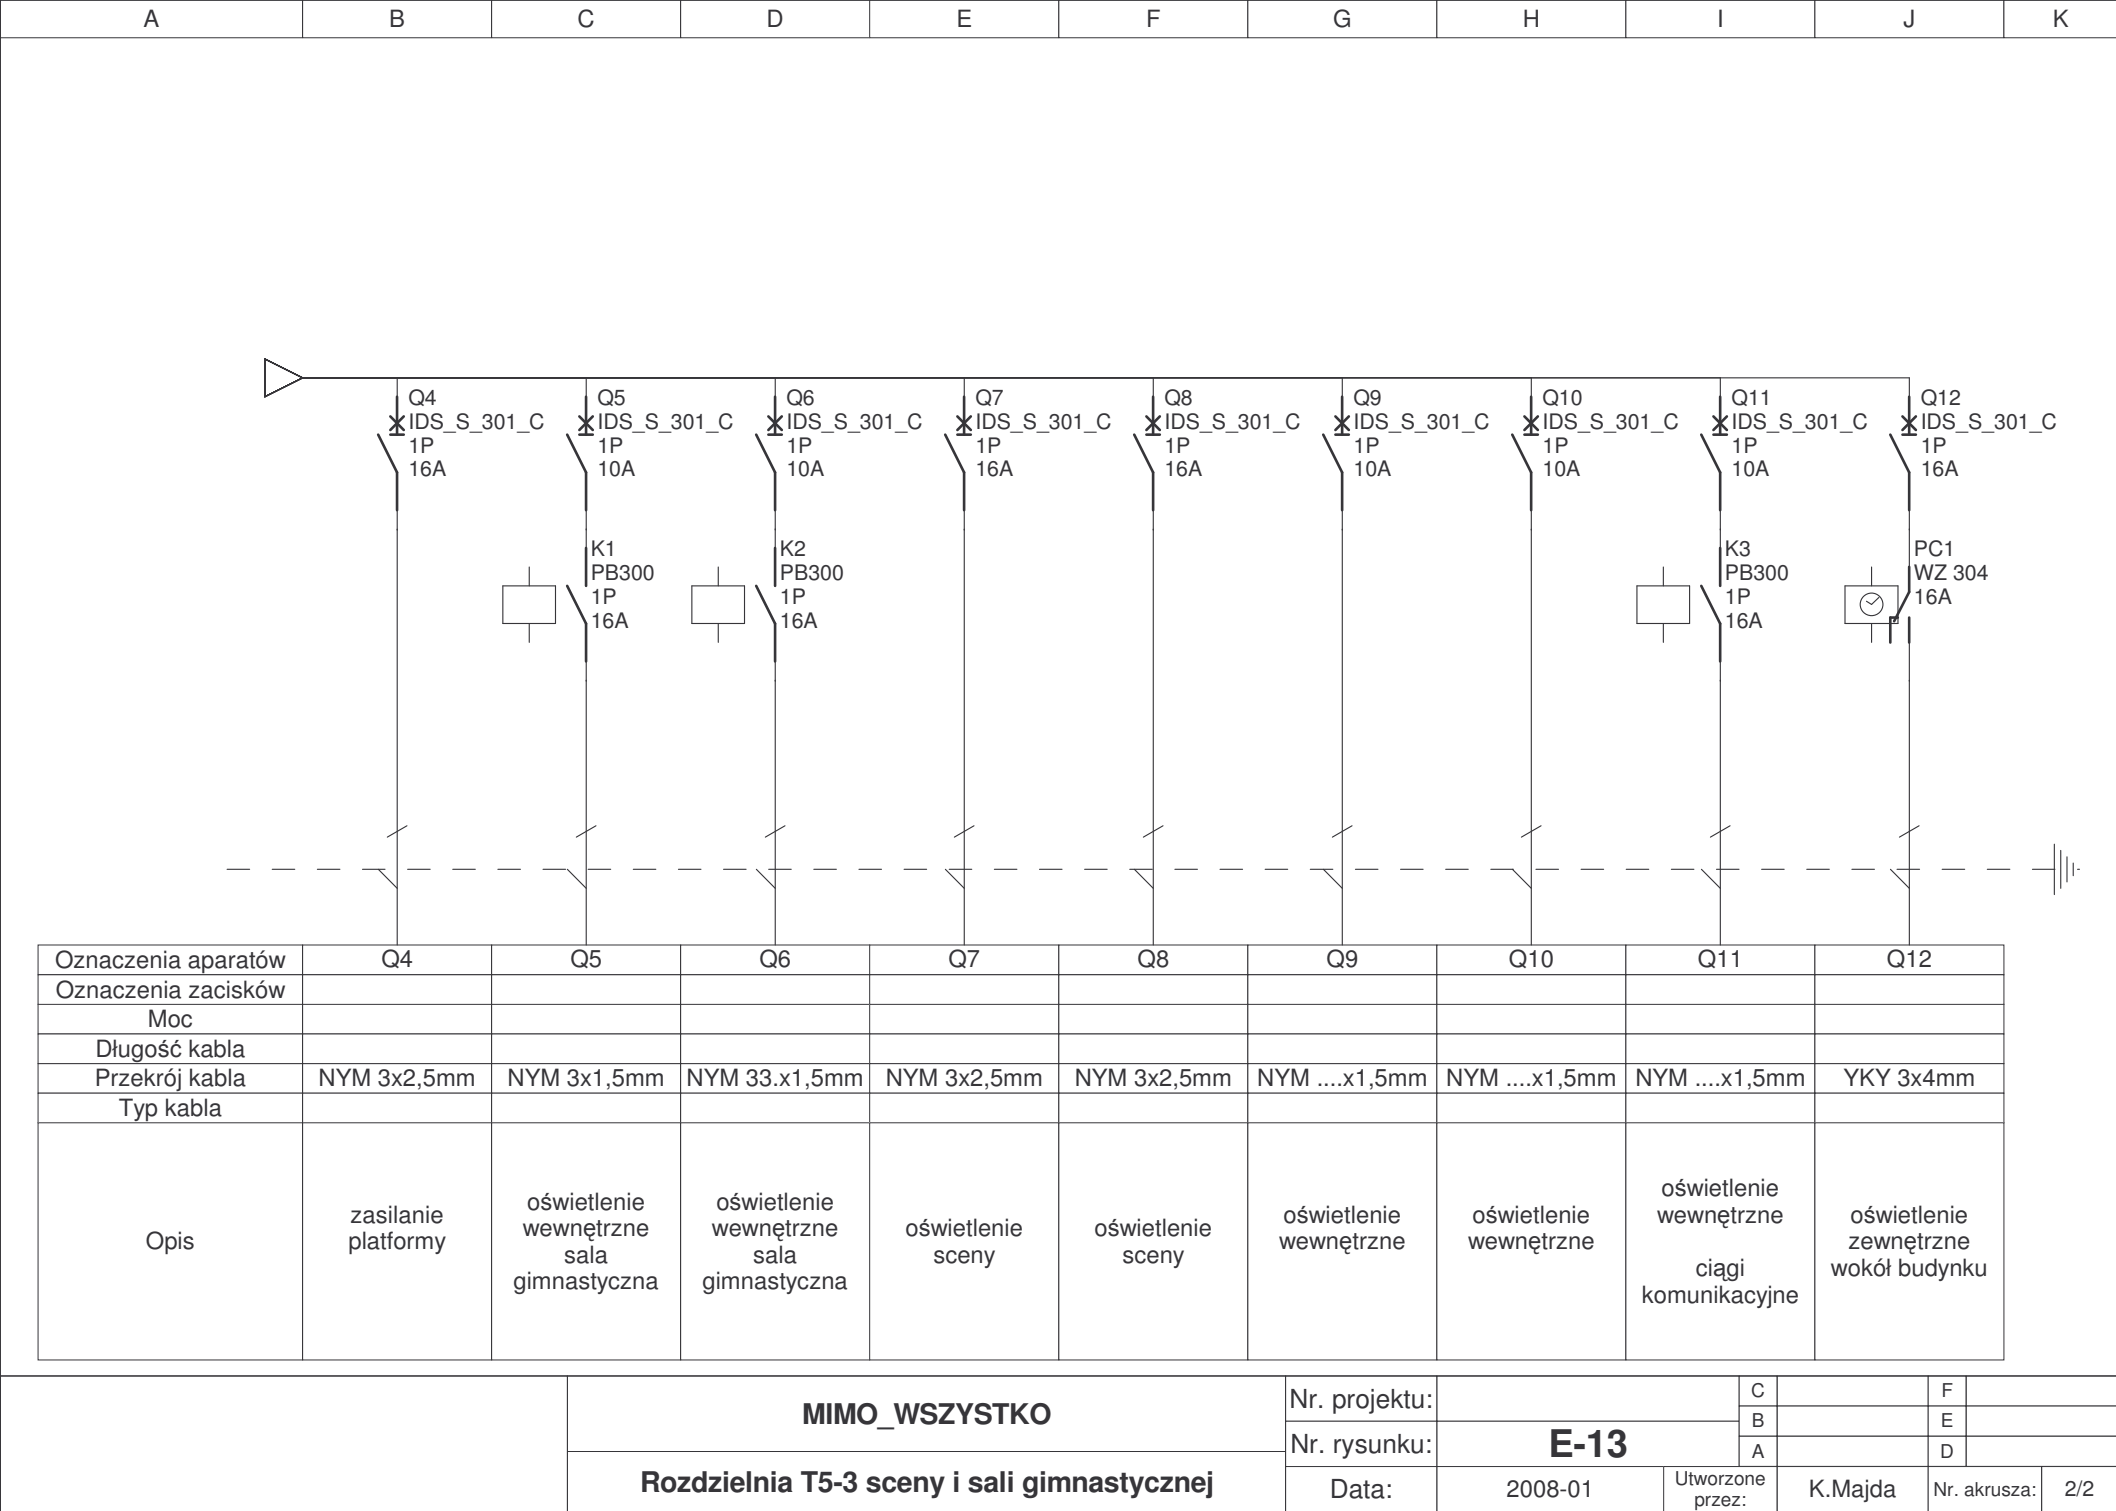 A B C D E F G H I J K
Q4 Q5 Q6 Q7 Q8 Q9 Q10 Q11 Q12
IDS_S_301_C IDS_S_301_C IDS_S_301_C IDS_S_301_C IDS_S_301_C IDS_S_301_C IDS_S_301_C IDS_S_301_C IDS_S_301_C
1P 1P 1P 1P 1P 1P 1P 1P 1P
16A 10A 10A 16A 16A 10A 10A 10A 16A
K1 K2 K3 PC1
PB300 PB300 PB300 WZ 304
1P 1P 1P 16A
16A 16A 16A
Oznaczenia aparatów Q4 Q5 Q6 Q7 Q8 Q9 Q10 Q11 Q12
Oznaczenia zacisków
Moc
Długość kabla
Przekrój kabla NYM 3x2,5mm NYM 3x1,5mm NYM 33.x1,5mm NYM 3x2,5mm NYM 3x2,5mm NYM ....x1,5mm NYM ....x1,5mm NYM ....x1,5mm YKY 3x4mm
Typ kabla
Opis
zasilanie
platformy
oświetlenie
wewnętrzne
sala
gimnastyczna
oświetlenie
wewnętrzne
sala
gimnastyczna
oświetlenie
sceny
oświetlenie
sceny
oświetlenie
wewnętrzne
oświetlenie
wewnętrzne
oświetlenie
wewnętrzne
ciągi
komunikacyjne
oświetlenie
zewnętrzne
wokół budynku
MIMO_WSZYSTKO
Rozdzielnia T5-3 sceny i sali gimnastycznej
Nr. projektu:
Nr. rysunku: E-13
C F
B E
A D
Data: 2008-01
Utworzone
przez:
K.Majda
Nr. akrusza: 2/2